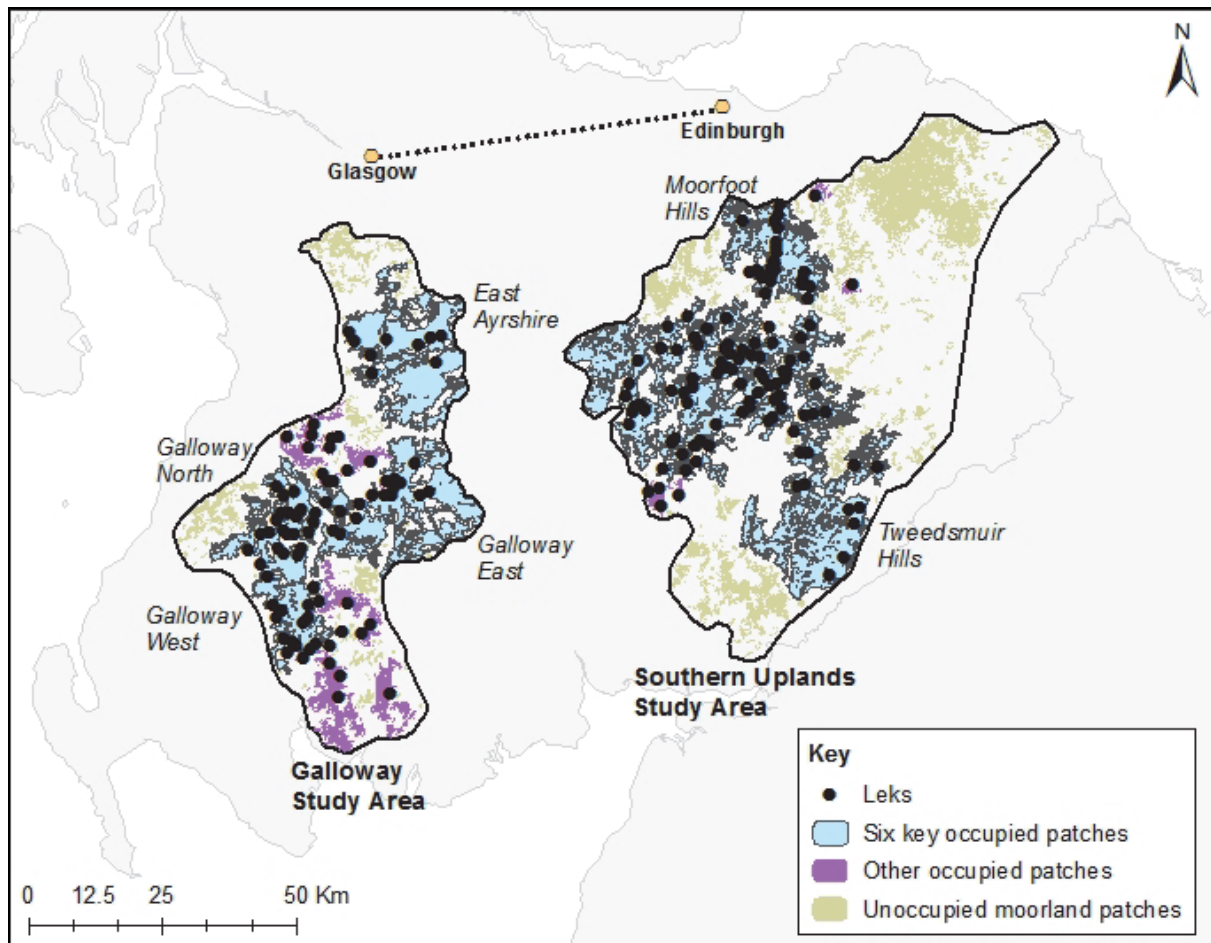 N
Edinburgh
Glasgow
Moorfoot
Hills
East
Ayrshire
Galloway
North
Galloway
East
Tweedsmuir
Hills
Galloway
West
Southern Uplands
Study Area
Galloway
Study Area
Key
Leks
Six key occupied patches
Other occupied patches
Unoccupied moorland patches
0 12.5 25 50 Km